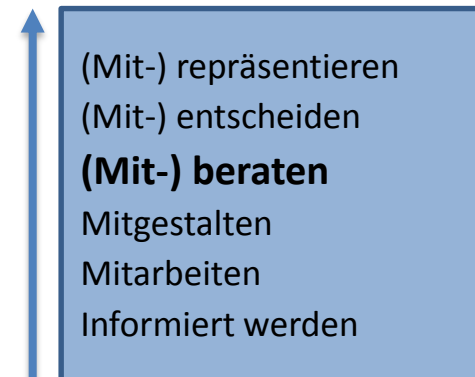 (Mit-) repräsentieren
(Mit-) entscheiden
(Mit-) beraten
Mitgestalten
Mitarbeiten
Informiert werden